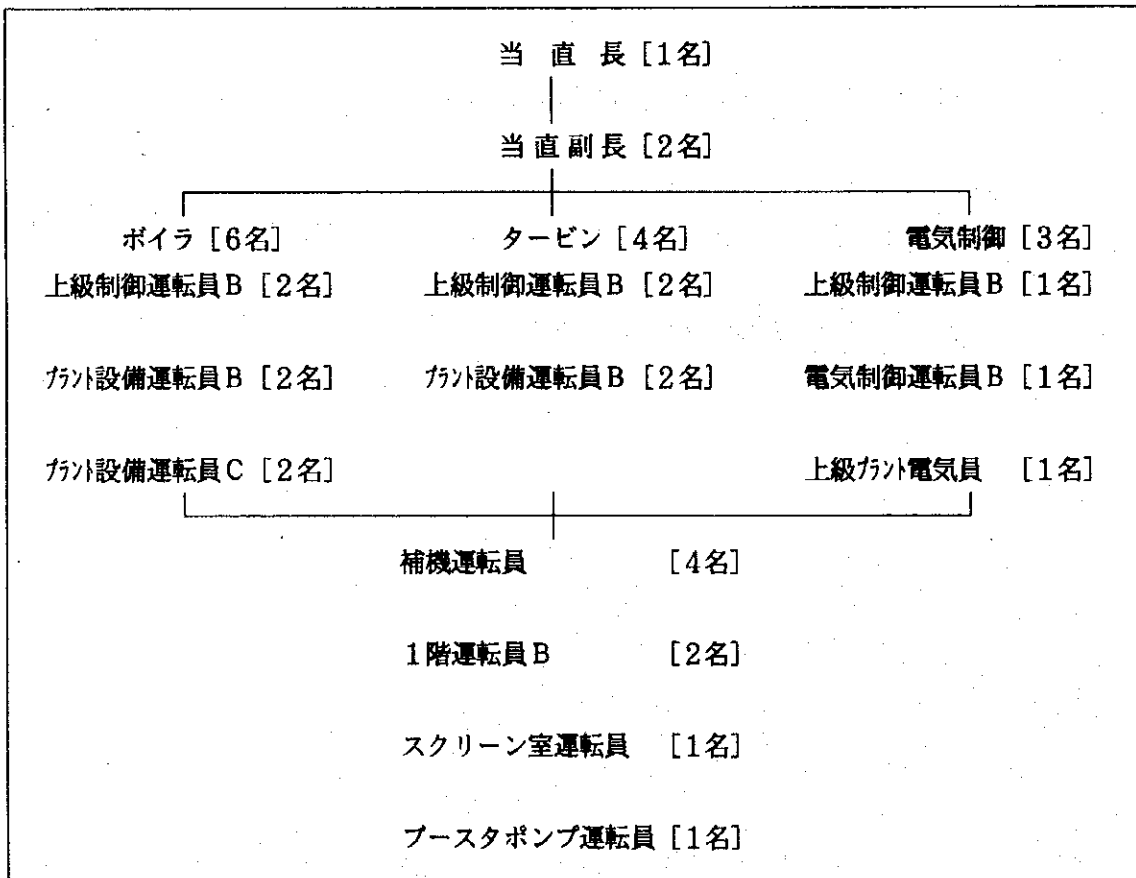 当直長 [1名]
当直副長 [2名]
ボイラ [6名] タービン [4名] 電気制御 [3名]
上級制御運転員B [2名] 上級制御運転員B [2名] 上級制御運転員B [1名]
プラント設備運転員B [2名] プラント設備運転員B [2名] 電気制御運転員B [1名]
プラント設備運転員C [2名] 上級プラント電気員 [1名]
補機運転員 [4名]
1階運転員B [2名]
スクリーン室運転員 [1名]
ブースタポンプ運転員 [1名]